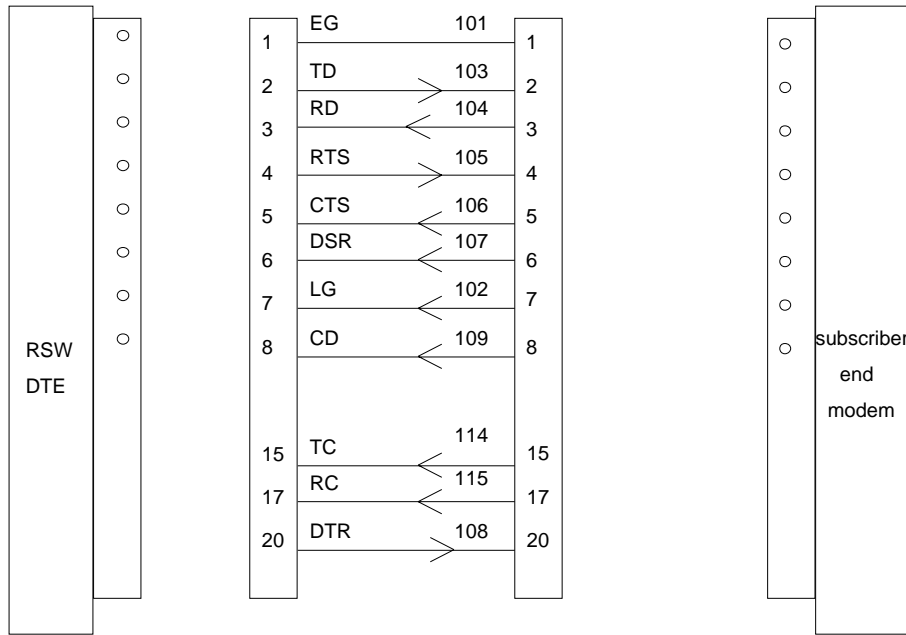 EG 101
1 1
TD 103
2 2
RD 104
3 3
RTS 105
4 4
CTS 106
5 5
DSR 107
6 6
LG 102
7 7
CD 109
8 8
RSW
DTE
subscriber
end
modem
TC 114
15 15
RC 115
17 17
DTR 108
20 20